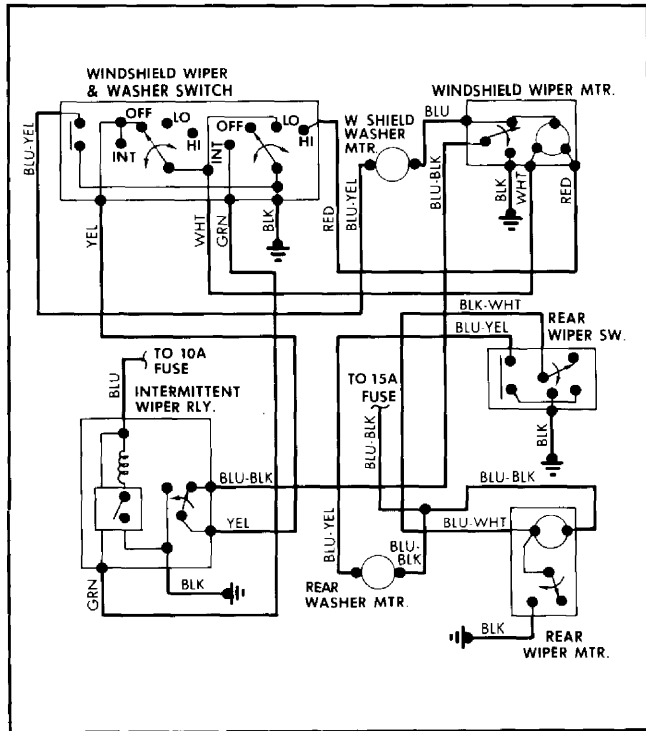 WINDSHIELD WIPER
& WASHER SWITCH
WINDSHIELD WIPER MTR.
W SHIELD
WASHER
MTR.
BLU
BLU-YEL
OFF
LO
HI
INT
OFF
LO
HI
INT
YEL
WHT
GRN
BLK
RED
BLU-YEL
BLU-BLK
BLK
WHT
RED
BLK-WHT
BLU-YEL
REAR
WIPER SW.
TO 10A
FUSE
BLU
INTERMITTENT
WIPER RLY.
TO 15A
FUSE
BLU-BLK
BLK
BLU-BLK
BLU-BLK
YEL
BLU-YEL
BLU-WHT
BLU-
BLK
GRN
BLK
REAR
WASHER MTR.
BLK
REAR
WIPER MTR.